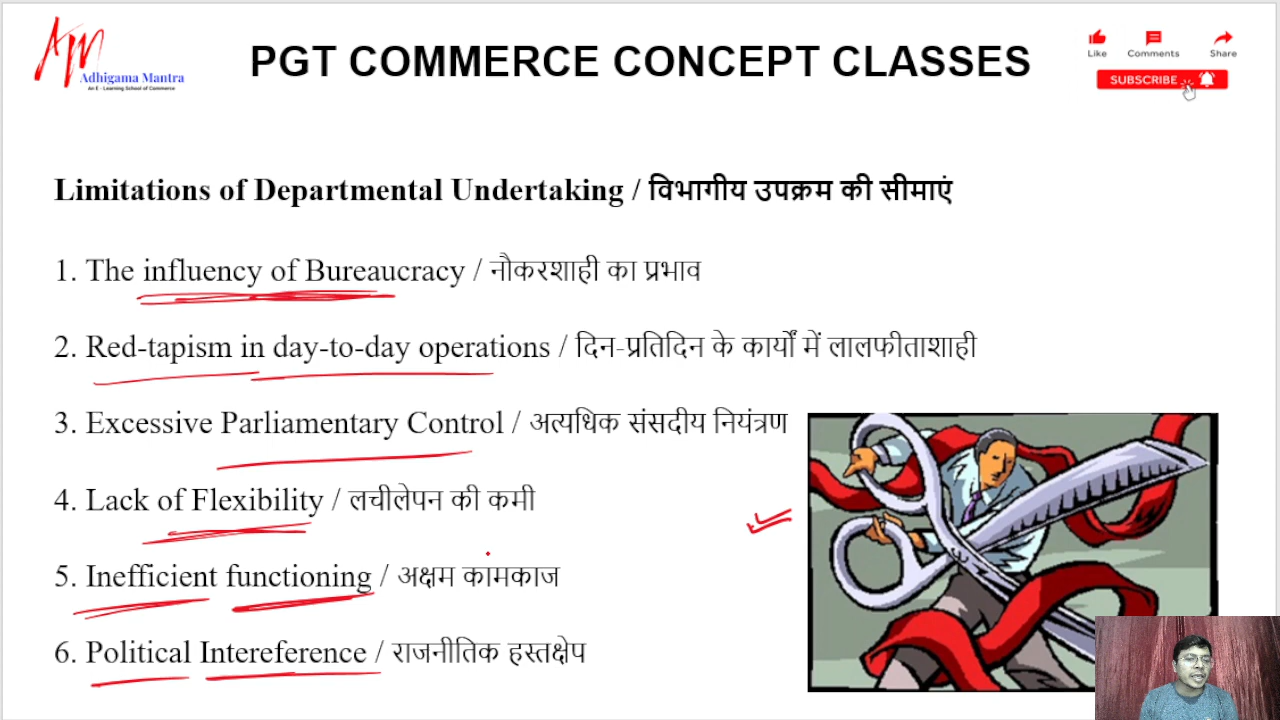 AM
Adhigama Mantra
An E - Learning School of Commerce
PGT COMMERCE CONCEPT CLASSES
Like Comments Share
SUBSCRIBE
Limitations of Departmental Undertaking / विभागीय उपक्रम की सीमाएं
1. The influency of Bureaucracy / नौकरशाही का प्रभाव
2. Red-tapism in day-to-day operations / दिन-प्रतिदिन के कार्यों में लालफीताशाही
3. Excessive Parliamentary Control / अत्यधिक संसदीय नियंत्रण
4. Lack of Flexibility / लचीलेपन की कमी
5. Inefficient functioning / अक्षम कामकाज
6. Political Intereference / राजनीतिक हस्तक्षेप